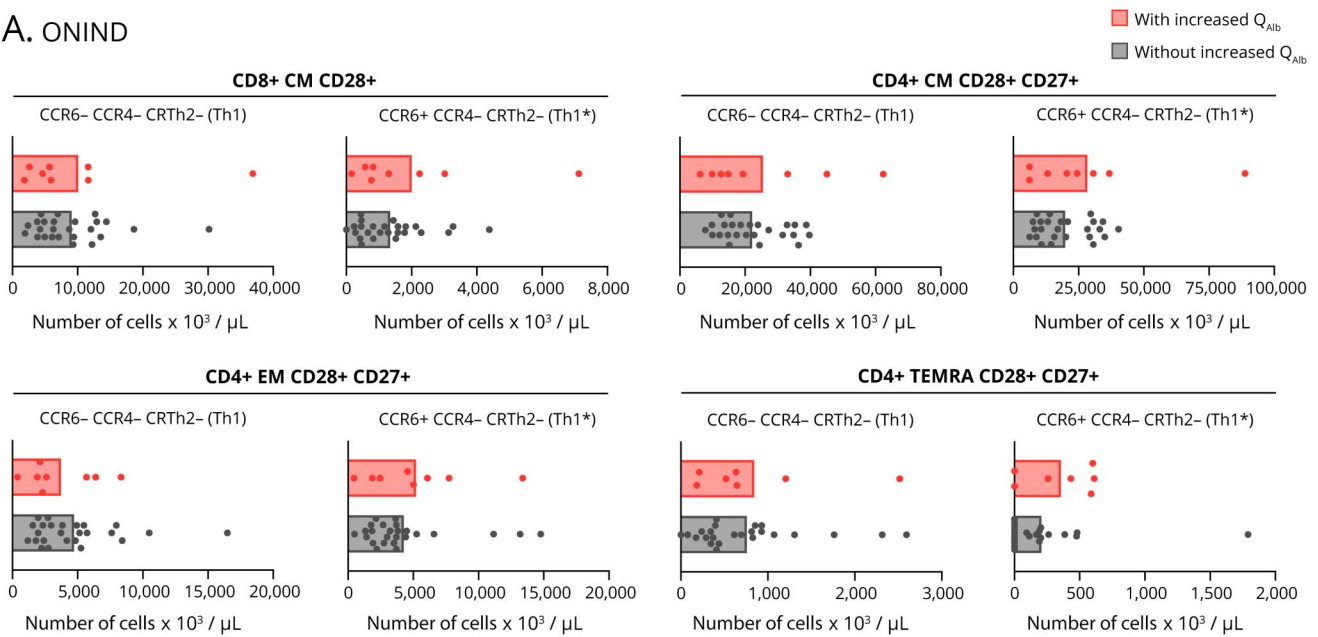 A. ONIND
With increased Q_Alb
Without increased Q_Alb
CD8+ CM CD28+
CCR6– CCR4– CRTh2– (Th1)
CCR6+ CCR4– CRTh2– (Th1*)
0 10,000 20,000 30,000 40,000
0 2,000 4,000 6,000 8,000
Number of cells x 10³ / µL
Number of cells x 10³ / µL
CD4+ CM CD28+ CD27+
CCR6– CCR4– CRTh2– (Th1)
CCR6+ CCR4– CRTh2– (Th1*)
0 20,000 40,000 60,000 80,000
0 25,000 50,000 75,000 100,000
Number of cells x 10³ / µL
Number of cells x 10³ / µL
CD4+ EM CD28+ CD27+
CCR6– CCR4– CRTh2– (Th1)
CCR6+ CCR4– CRTh2– (Th1*)
0 5,000 10,000 15,000 20,000
0 5,000 10,000 15,000 20,000
Number of cells x 10³ / µL
Number of cells x 10³ / µL
CD4+ TEMRA CD28+ CD27+
CCR6– CCR4– CRTh2– (Th1)
CCR6+ CCR4– CRTh2– (Th1*)
0 1,000 2,000 3,000
0 500 1,000 1,500 2,000
Number of cells x 10³ / µL
Number of cells x 10³ / µL